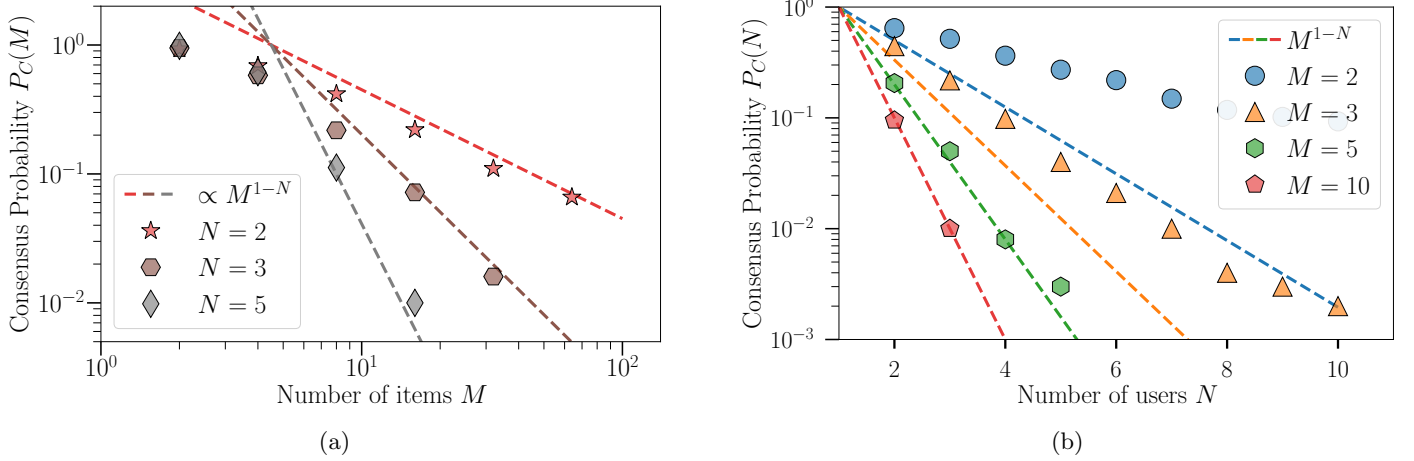 Consensus Probability $P_C(M)$
$10^0$
$10^{-1}$
$10^{-2}$
$\propto M^{1-N}$
$N = 2$
$N = 3$
$N = 5$
$10^0$
$10^1$
$10^2$
Number of items $M$
(a)
Consensus Probability $P_C(N)$
$10^0$
$10^{-1}$
$10^{-2}$
$10^{-3}$
$M^{1-N}$
$M = 2$
$M = 3$
$M = 5$
$M = 10$
2 4 6 8 10
Number of users $N$
(b)